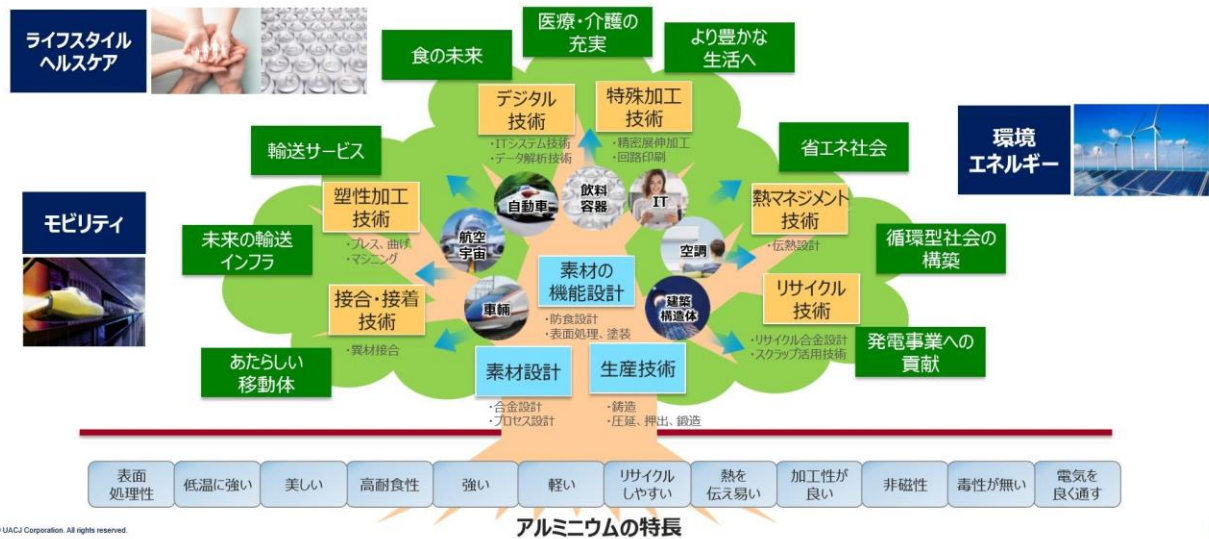 ライフスタイル
ヘルスケア
医療・介護の
充実
食の未来
より豊かな
生活へ
デジタル
技術
・ITシステム技術
・データ解析技術
特殊加工
技術
・精密展伸加工
・回路印刷
輸送サービス
省エネ社会
環境
エネルギー
モビリティ
塑性加工
技術
・プレス、曲げ
・マシニング
自動車
飲料
容器
IT
熱マネジメント
技術
・伝熱設計
未来の輸送
インフラ
航空
宇宙
空調
循環型社会の
構築
素材の
機能設計
・防食設計
・表面処理、塗装
接合・接着
技術
・異材接合
車輌
建築
構造体
リサイクル
技術
・リサイクル合金設計
・スクラップ活用技術
あたらしい
移動体
発電事業への
貢献
素材設計
・合金設計
・プロセス設計
生産技術
・鋳造
・圧延、押出、鍛造
表面
処理性
低温に強い
美しい
高耐食性
強い
軽い
リサイクル
しやすい
熱を
伝え易い
加工性が
良い
非磁性
毒性が無い
電気を
良く通す
アルミニウムの特長
© UACJ Corporation. All rights reserved.